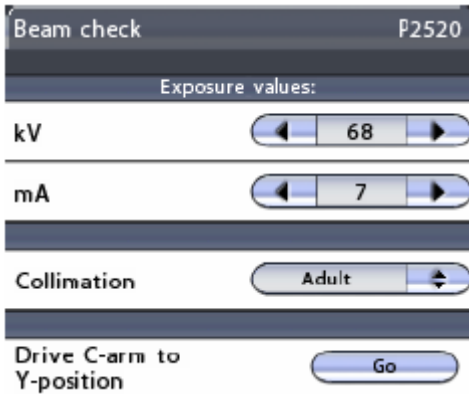 Beam check P2520
Exposure values:
kV 68
mA 7
Collimation Adult
Drive C-arm to
Y-position Go